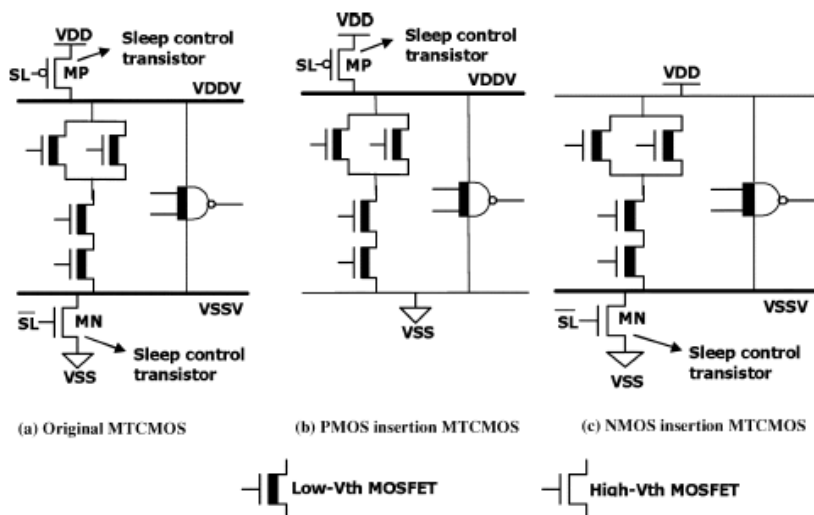 VDD
Sleep control
transistor
SL
MP
VDDV
VSSV
SL
MN
Sleep control
transistor
VSS
(a) Original MTCMOS
VDD
Sleep control
transistor
SL
MP
VDDV
VSS
(b) PMOS insertion MTCMOS
VDD
VSSV
SL
MN
Sleep control
transistor
VSS
(c) NMOS insertion MTCMOS
Low-Vth MOSFET
High-Vth MOSFET